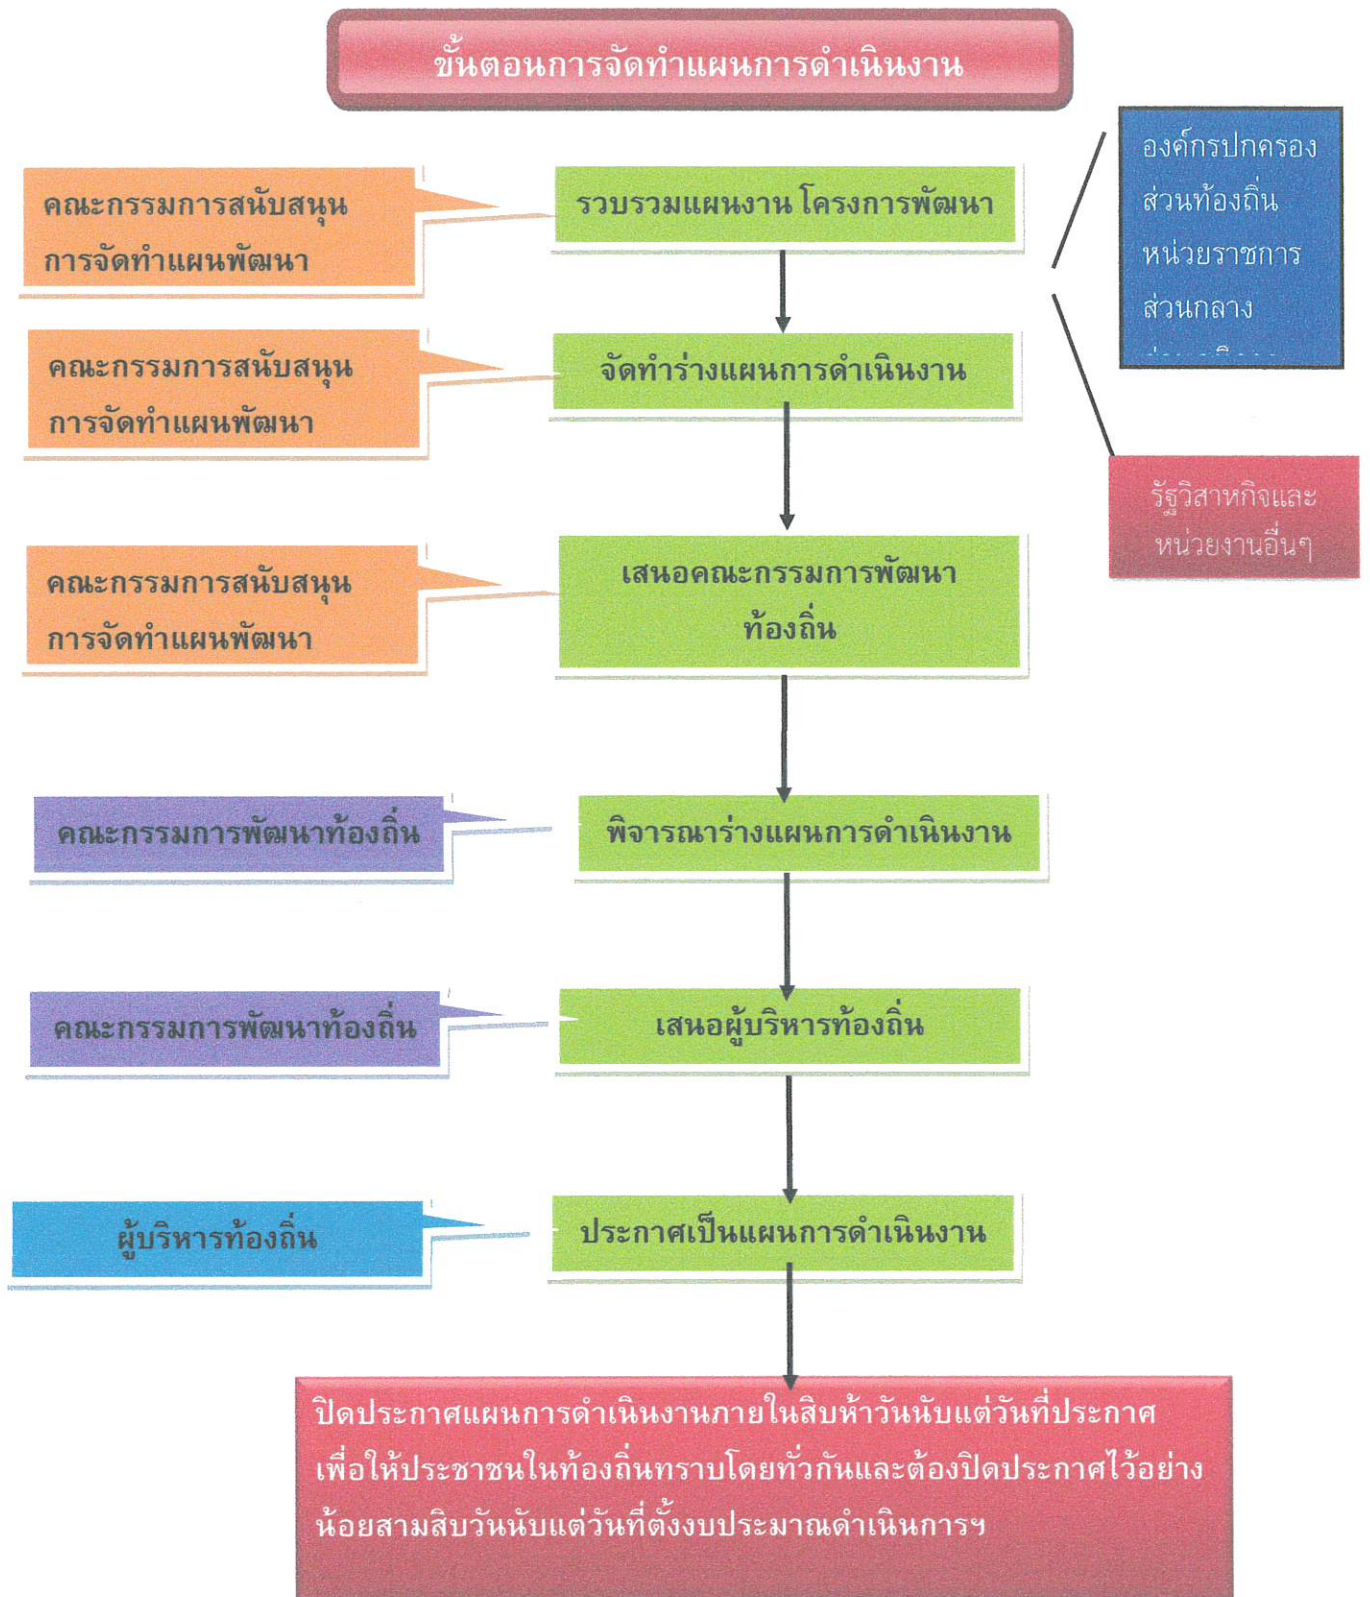 ขั้นตอนการจัดทำแผนการดำเนินงาน
องค์กรปกครอง
ส่วนท้องถิ่น
หน่วยราชการ
ส่วนกลาง
คณะกรรมการสนับสนุน
การจัดทำแผนพัฒนา
รวบรวมแผนงาน โครงการพัฒนา
คณะกรรมการสนับสนุน
การจัดทำแผนพัฒนา
จัดทำร่างแผนการดำเนินงาน
รัฐวิสาหกิจและ
หน่วยงานอื่นๆ
คณะกรรมการสนับสนุน
การจัดทำแผนพัฒนา
เสนอคณะกรรมการพัฒนา
ท้องถิ่น
คณะกรรมการพัฒนาท้องถิ่น
พิจารณาร่างแผนการดำเนินงาน
คณะกรรมการพัฒนาท้องถิ่น
เสนอผู้บริหารท้องถิ่น
ผู้บริหารท้องถิ่น
ประกาศเป็นแผนการดำเนินงาน
ปิดประกาศแผนการดำเนินงานภายในสิบห้าวันนับแต่วันที่ประกาศ
เพื่อให้ประชาชนในท้องถิ่นทราบโดยทั่วกันและต้องปิดประกาศไว้อย่าง
น้อยสามสิบวันนับแต่วันที่ตั้งงบประมาณดำเนินการฯ